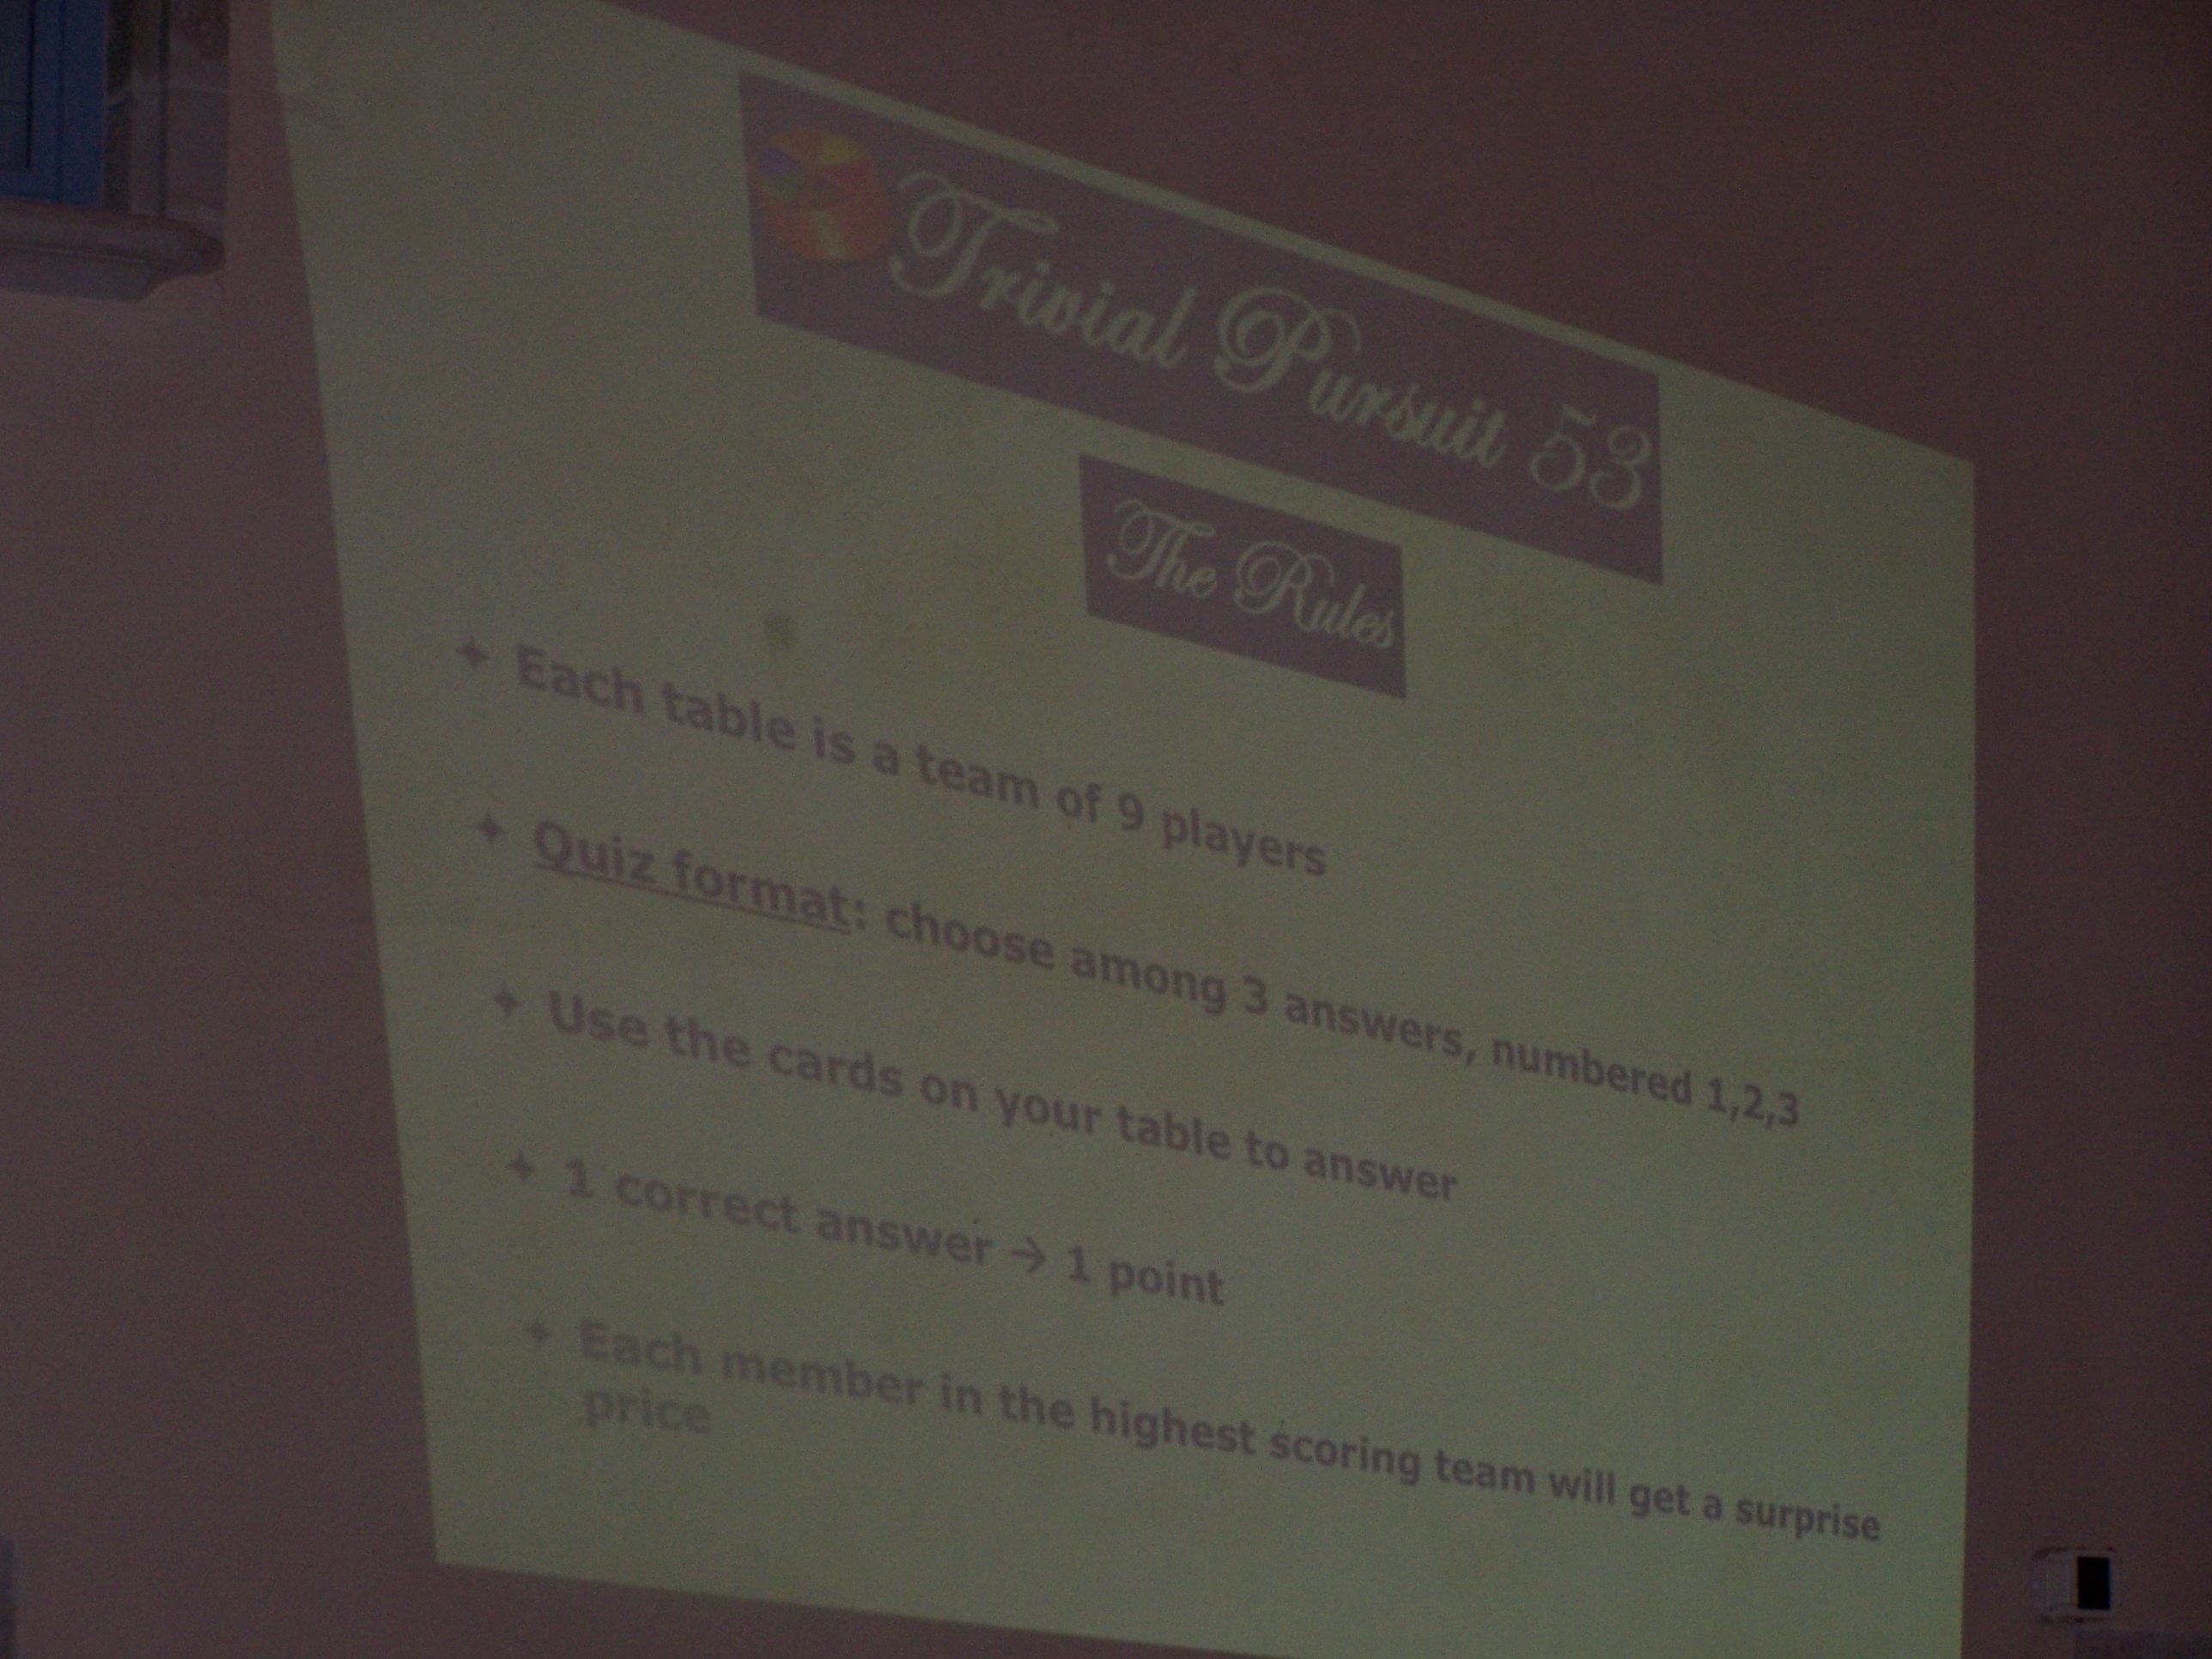 Trivial Pursuit 53
The Rules
✦ Each table is a team of 9 players
✦ Quiz format: choose among 3 answers, numbered 1,2,3
✦ Use the cards on your table to answer
✦ 1 correct answer → 1 point
✦ Each member in the highest scoring team will get a surprise
price